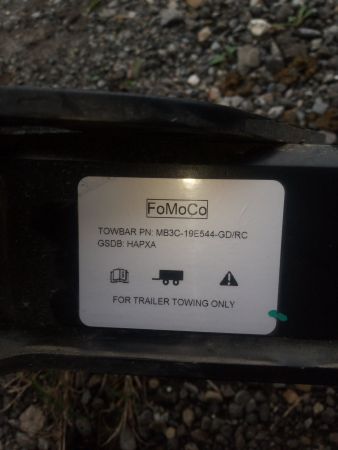 FoMoCo
TOWBAR PN: MB3C-19E544-GD/RC
GSDB: HAPXA
FOR TRAILER TOWING ONLY